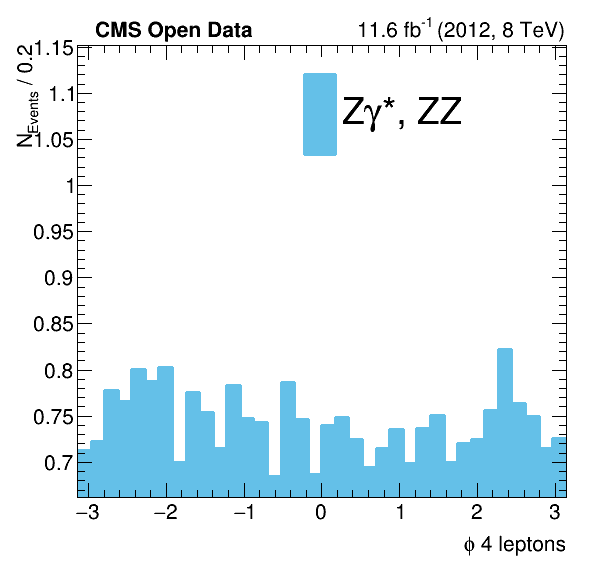 CMS Open Data 11.6 fb⁻¹ (2012, 8 TeV)
N_Events / 0.2
1.15
1.1
1.05
1
0.95
0.9
0.85
0.8
0.75
0.7
Zγ*, ZZ
−3 −2 −1 0 1 2 3
ϕ 4 leptons